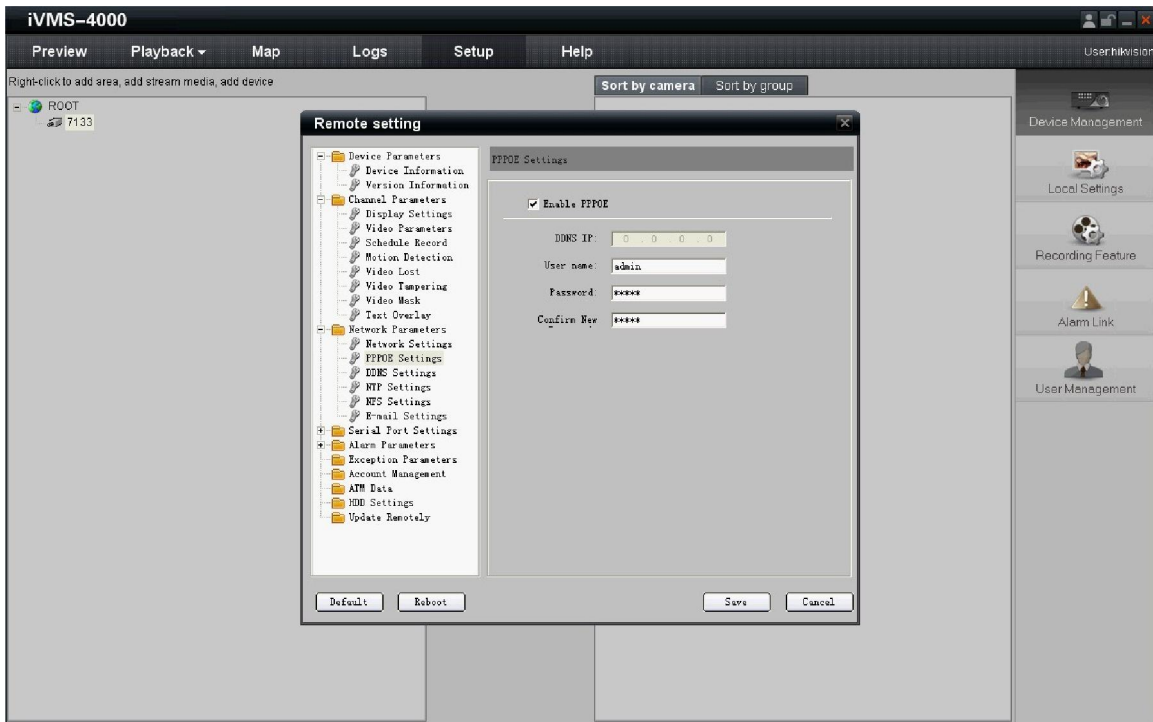 iVMS-4000
Preview Playback Map Logs Setup Help
User:hikvision
Right-click to add area, add stream media, add device
ROOT
7133
Sort by camera Sort by group
Device Management
Local Settings
Recording Feature
Alarm Link
User Management
Remote setting
Device Parameters
Device Information
Version Information
Channel Parameters
Display Settings
Video Parameters
Schedule Record
Motion Detection
Video Lost
Video Tampering
Video Mask
Text Overlay
Network Parameters
Network Settings
PPPOE Settings
DDNS Settings
NTP Settings
NFS Settings
E-mail Settings
Serial Port Settings
Alarm Parameters
Exception Parameters
Account Management
ATM Data
HDD Settings
Update Remotely
PPPOE Settings
Enable PPPOE
DDNS IP: 0 . 0 . 0 . 0
User name: admin
Password: *****
Confirm New *****
Default Reboot Save Cancel